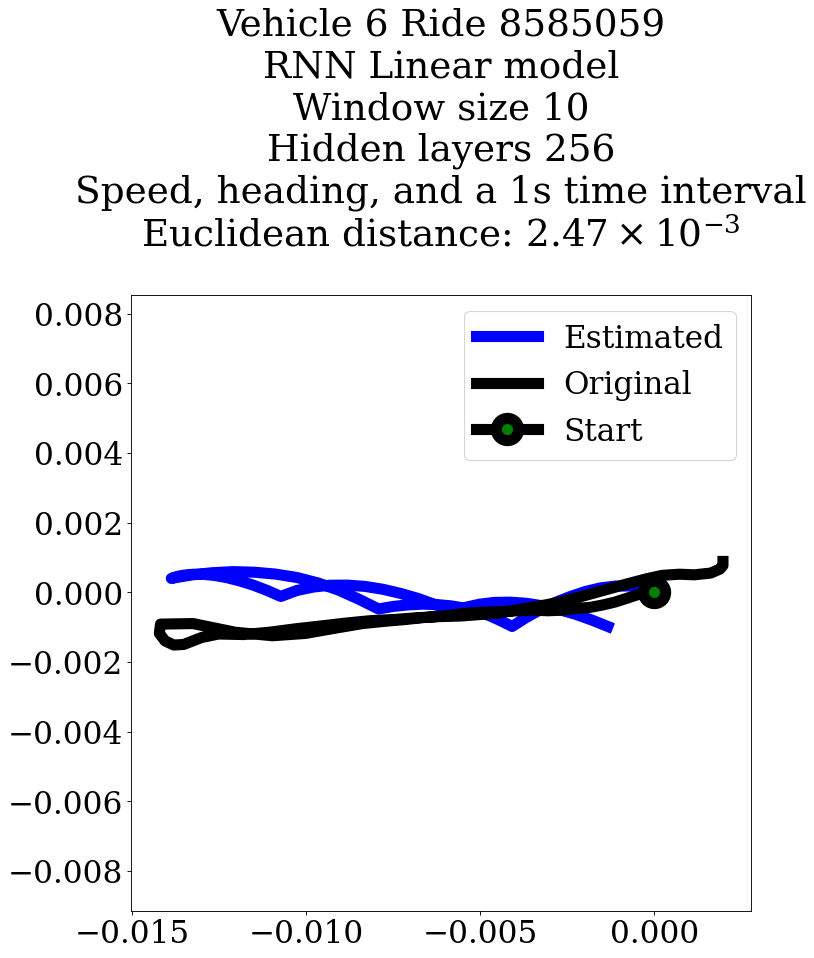 Vehicle 6 Ride 8585059
RNN Linear model
Window size 10
Hidden layers 256
Speed, heading, and a 1s time interval
Euclidean distance: 2.47 × 10⁻³
Estimated
Original
Start
0.008
0.006
0.004
0.002
0.000
−0.002
−0.004
−0.006
−0.008
−0.015 −0.010 −0.005 0.000